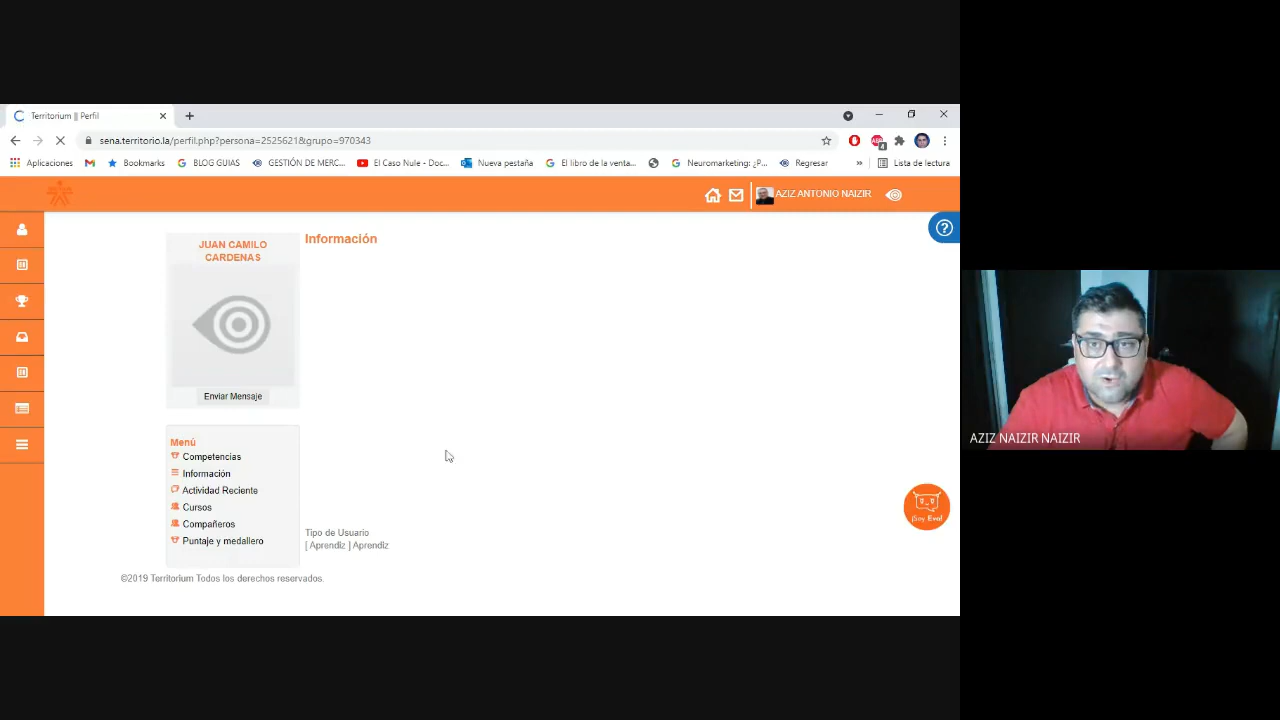 Territorium || Perfil
sena.territorio.la/perfil.php?persona=2525621&grupo=970343
Aplicaciones
Bookmarks
BLOG GUIAS
GESTIÓN DE MERC...
El Caso Nule - Doc...
Nueva pestaña
El libro de la venta...
Neuromarketing: ¿P...
Regresar
»
Lista de lectura
AZIZ ANTONIO NAIZIR
JUAN CAMILO
CARDENAS
Información
Enviar Mensaje
Menú
Competencias
Información
Actividad Reciente
Cursos
Compañeros
Puntaje y medallero
Tipo de Usuario
[ Aprendiz ] Aprendiz
©2019 Territorium Todos los derechos reservados.
¡Soy Evo!
AZIZ NAIZIR NAIZIR